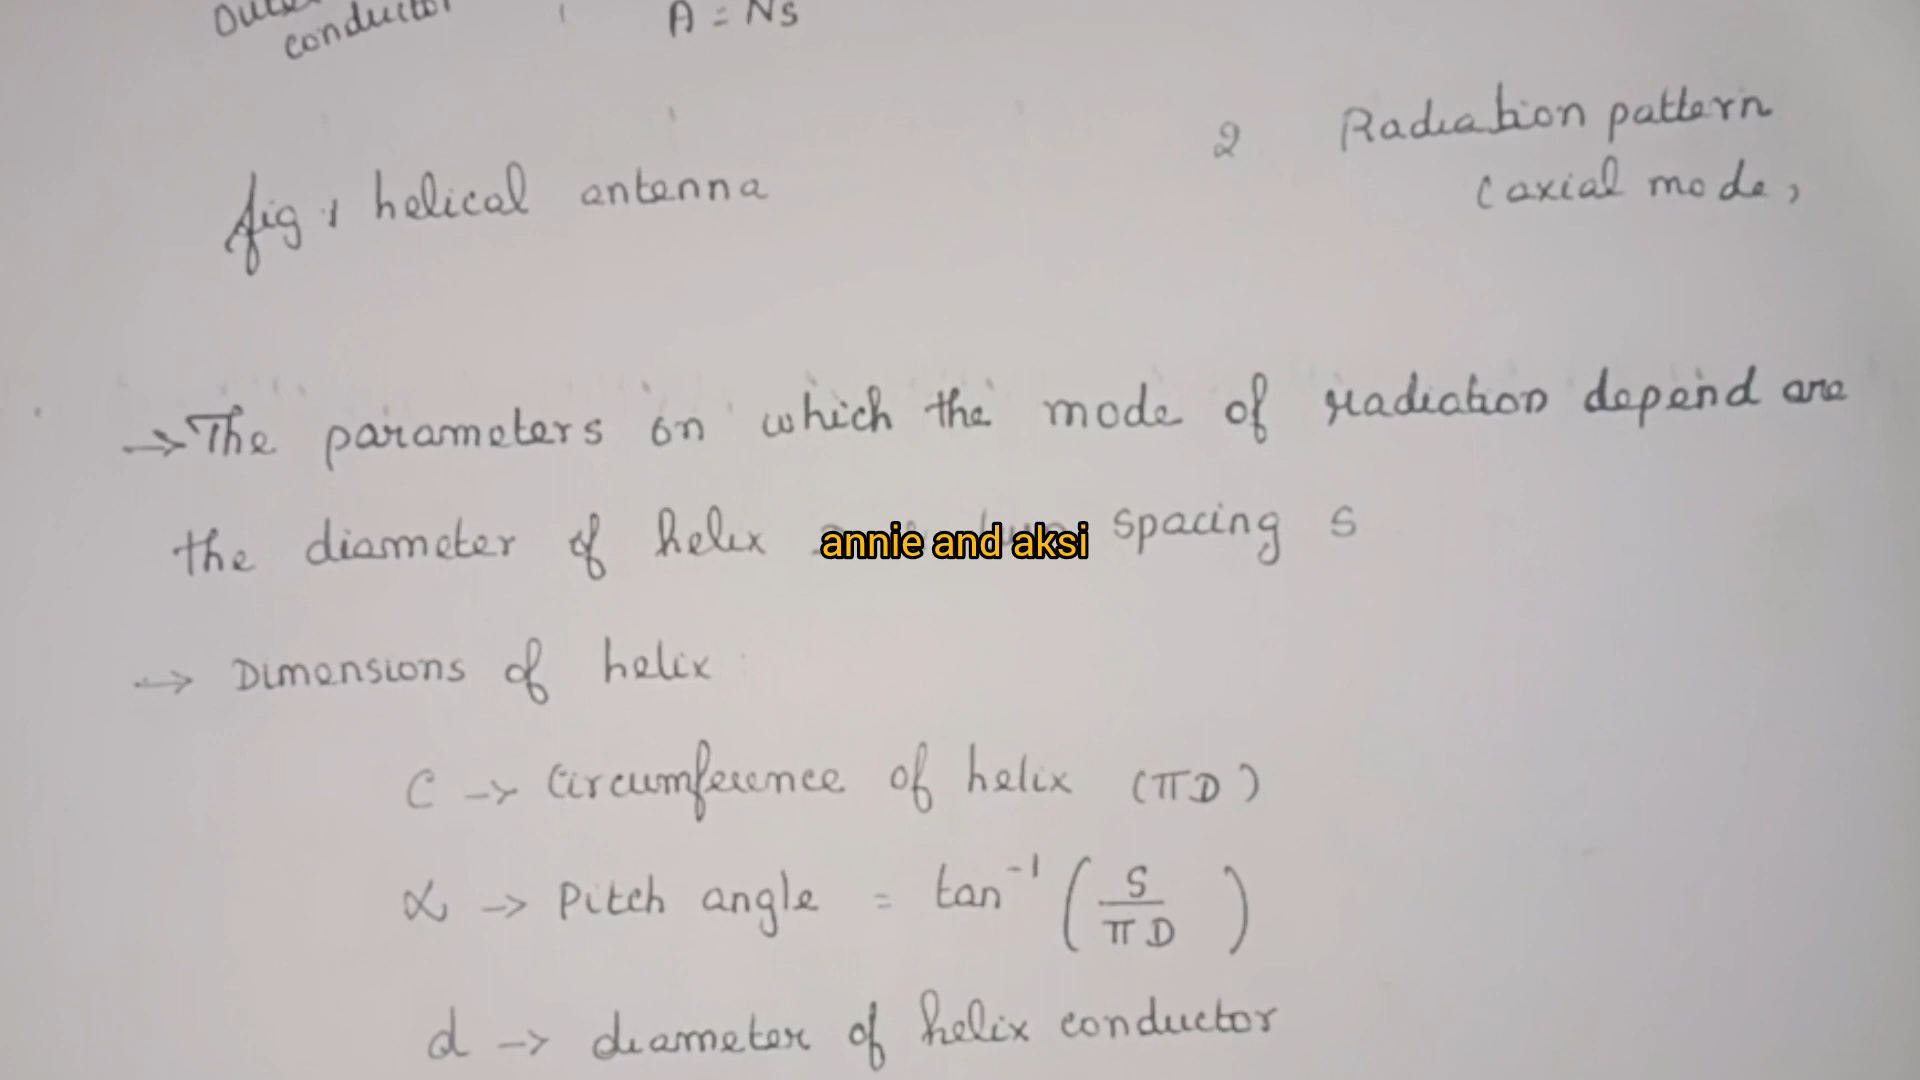 conductor
A = NS
2 Radiation pattern
(axial mode,
fig 1 helical antenna
→ The parameters on which the mode of radiation depend are
the diameter of helix spacing s
annie and aksi
→ Dimensions of helix
C → Circumference of helix (πD)
α → Pitch angle = tan⁻¹ (S/πD)
d → diameter of helix conductor